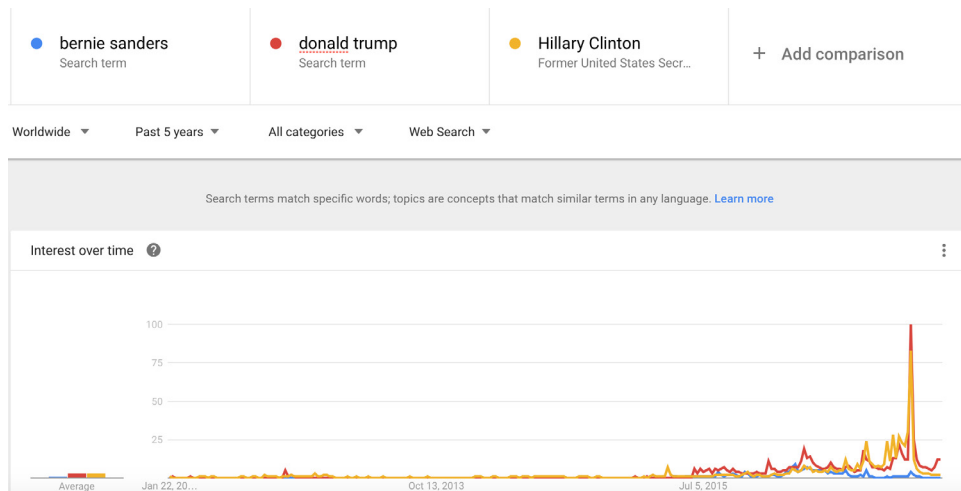 bernie sanders
Search term
donald trump
Search term
Hillary Clinton
Former United States Secr...
+ Add comparison
Worldwide
Past 5 years
All categories
Web Search
Search terms match specific words; topics are concepts that match similar terms in any language. Learn more
Interest over time ?
100
75
50
25
Average
Jan 22, 20...
Oct 13, 2013
Jul 5, 2015